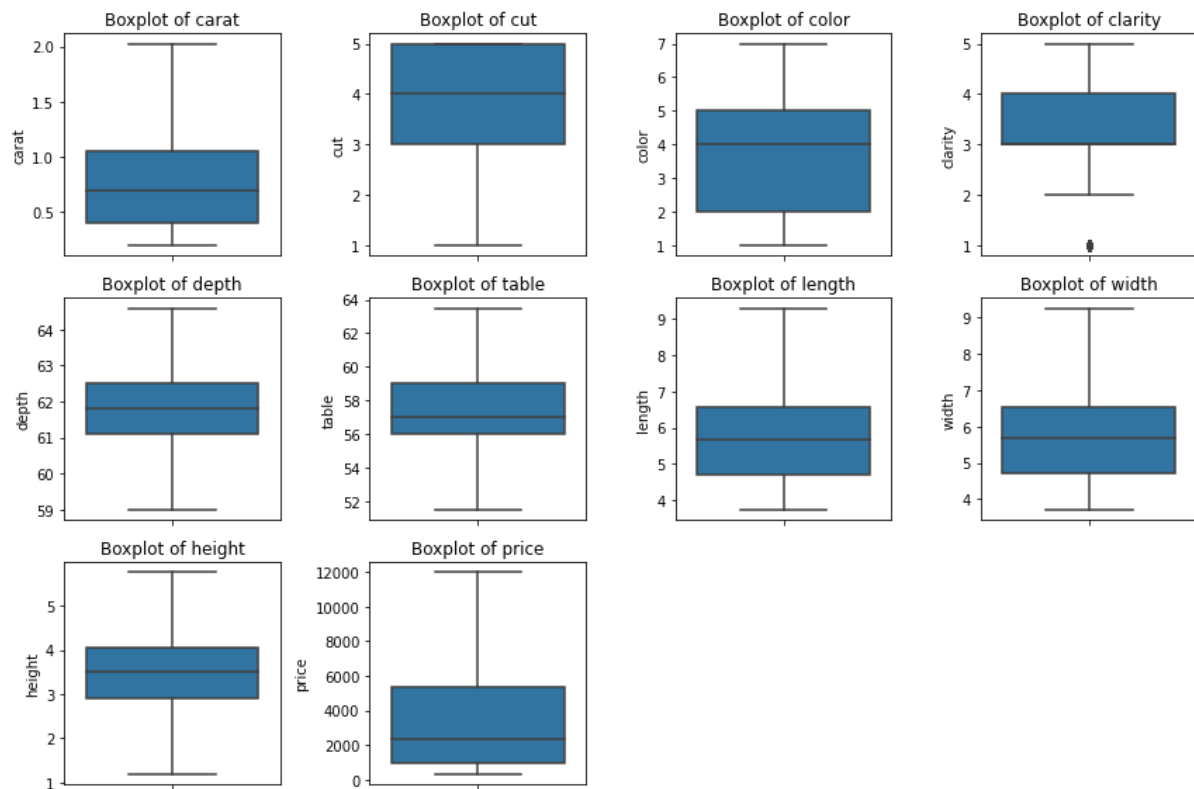 Boxplot of carat
2.0
1.5
1.0
0.5
carat
Boxplot of cut
5
4
3
2
1
cut
Boxplot of color
7
6
5
4
3
2
1
color
Boxplot of clarity
5
4
3
2
1
clarity
Boxplot of depth
64
63
62
61
60
59
depth
Boxplot of table
64
62
60
58
56
54
52
table
Boxplot of length
9
8
7
6
5
4
length
Boxplot of width
9
8
7
6
5
4
width
Boxplot of height
5
4
3
2
1
height
Boxplot of price
12000
10000
8000
6000
4000
2000
0
price